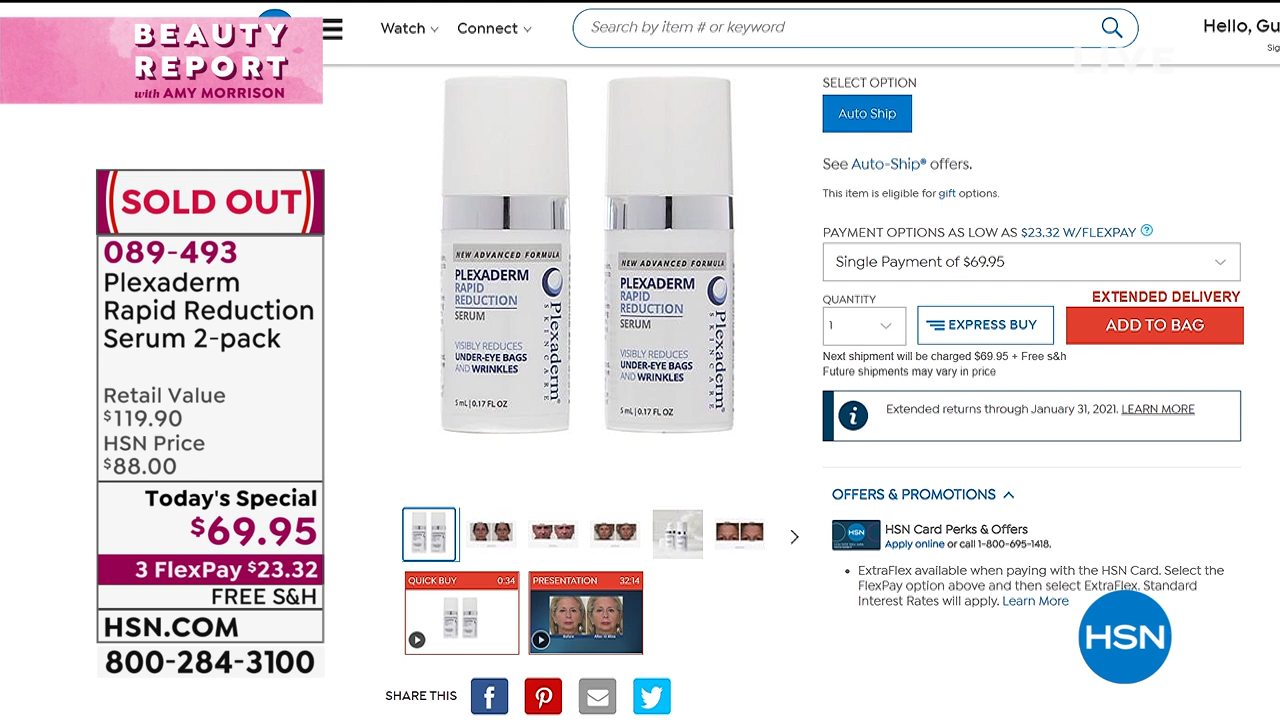 BEAUTY
REPORT
with AMY MORRISON
Watch
Connect
Search by item # or keyword
Hello, Gu
Sig
LIVE
SOLD OUT
089-493
Plexaderm
Rapid Reduction
Serum 2-pack
Retail Value
$119.90
HSN Price
$88.00
Today's Special
$69.95
3 FlexPay $23.32
FREE S&H
HSN.COM
800-284-3100
NEW ADVANCED FORMULA
PLEXADERM
RAPID
REDUCTION
SERUM
VISIBLY REDUCES
UNDER-EYE BAGS
AND WRINKLES
5 mL | 0.17 FL OZ
Plexaderm®
SKINCARE
NEW ADVANCED FORMULA
PLEXADERM
RAPID
REDUCTION
SERUM
VISIBLY REDUCES
UNDER-EYE BAGS
AND WRINKLES
5 mL | 0.17 FL OZ
Plexaderm®
SKINCARE
QUICK BUY 0:34
PRESENTATION 32:14
Before
SHARE THIS
SELECT OPTION
Auto Ship
See Auto-Ship® offers.
This item is eligible for gift options.
PAYMENT OPTIONS AS LOW AS $23.32 W/FLEXPAY ?
Single Payment of $69.95
QUANTITY
EXTENDED DELIVERY
1
EXPRESS BUY
ADD TO BAG
Next shipment will be charged $69.95 + Free s&h
Future shipments may vary in price
Extended returns through January 31, 2021. LEARN MORE
OFFERS & PROMOTIONS
HSN
HSN Card Perks & Offers
Apply online or call 1-800-695-1418.
• ExtraFlex available when paying with the HSN Card. Select the
FlexPay option above and then select ExtraFlex. Standard
Interest Rates will apply. Learn More
HSN